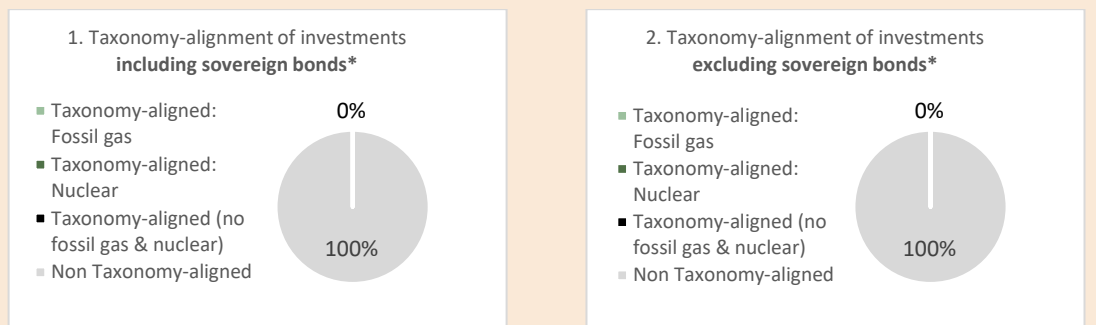 1. Taxonomy-alignment of investments
including sovereign bonds*
Taxonomy-aligned:
Fossil gas
Taxonomy-aligned:
Nuclear
Taxonomy-aligned (no
fossil gas & nuclear)
Non Taxonomy-aligned
0%
100%
2. Taxonomy-alignment of investments
excluding sovereign bonds*
Taxonomy-aligned:
Fossil gas
Taxonomy-aligned:
Nuclear
Taxonomy-aligned (no
fossil gas & nuclear)
Non Taxonomy-aligned
0%
100%